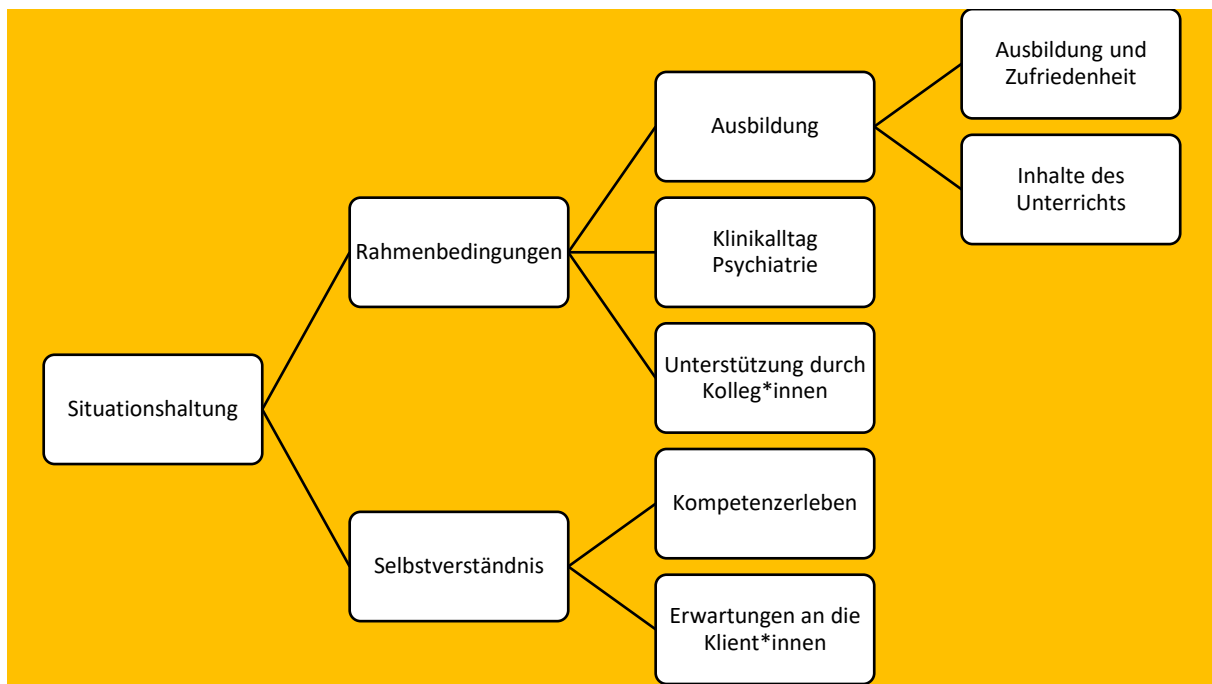 Ausbildung und
Zufriedenheit
Ausbildung
Inhalte des
Unterrichts
Rahmenbedingungen
Klinikalltag
Psychiatrie
Unterstützung durch
Kolleg*innen
Situationshaltung
Kompetenzerleben
Selbstverständnis
Erwartungen an die
Klient*innen